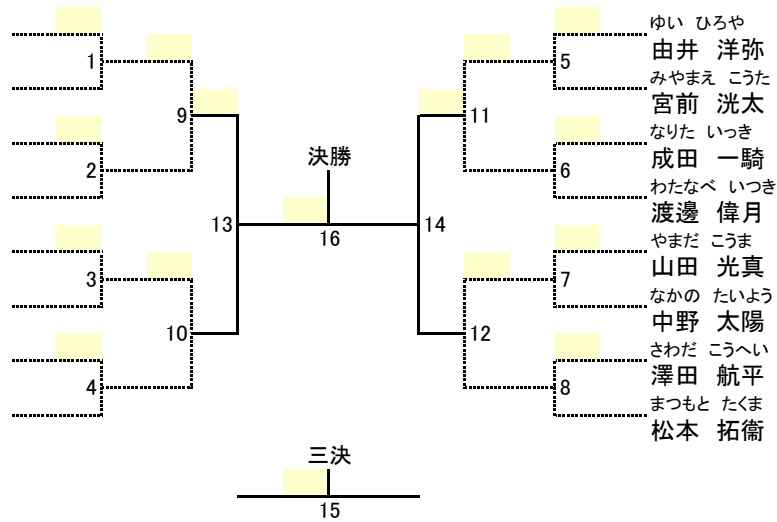 ゆい ひろや
由井 洋弥
みやまえ こうた
宮前 洸太
なりた いっき
成田 一騎
わたなべ いつき
渡邊 偉月
やまだ こうま
山田 光真
なかの たいよう
中野 太陽
さわだ こうへい
澤田 航平
まつもと たくま
松本 拓衞
1
2
3
4
9
10
13
決勝
16
14
11
12
5
6
7
8
三決
15